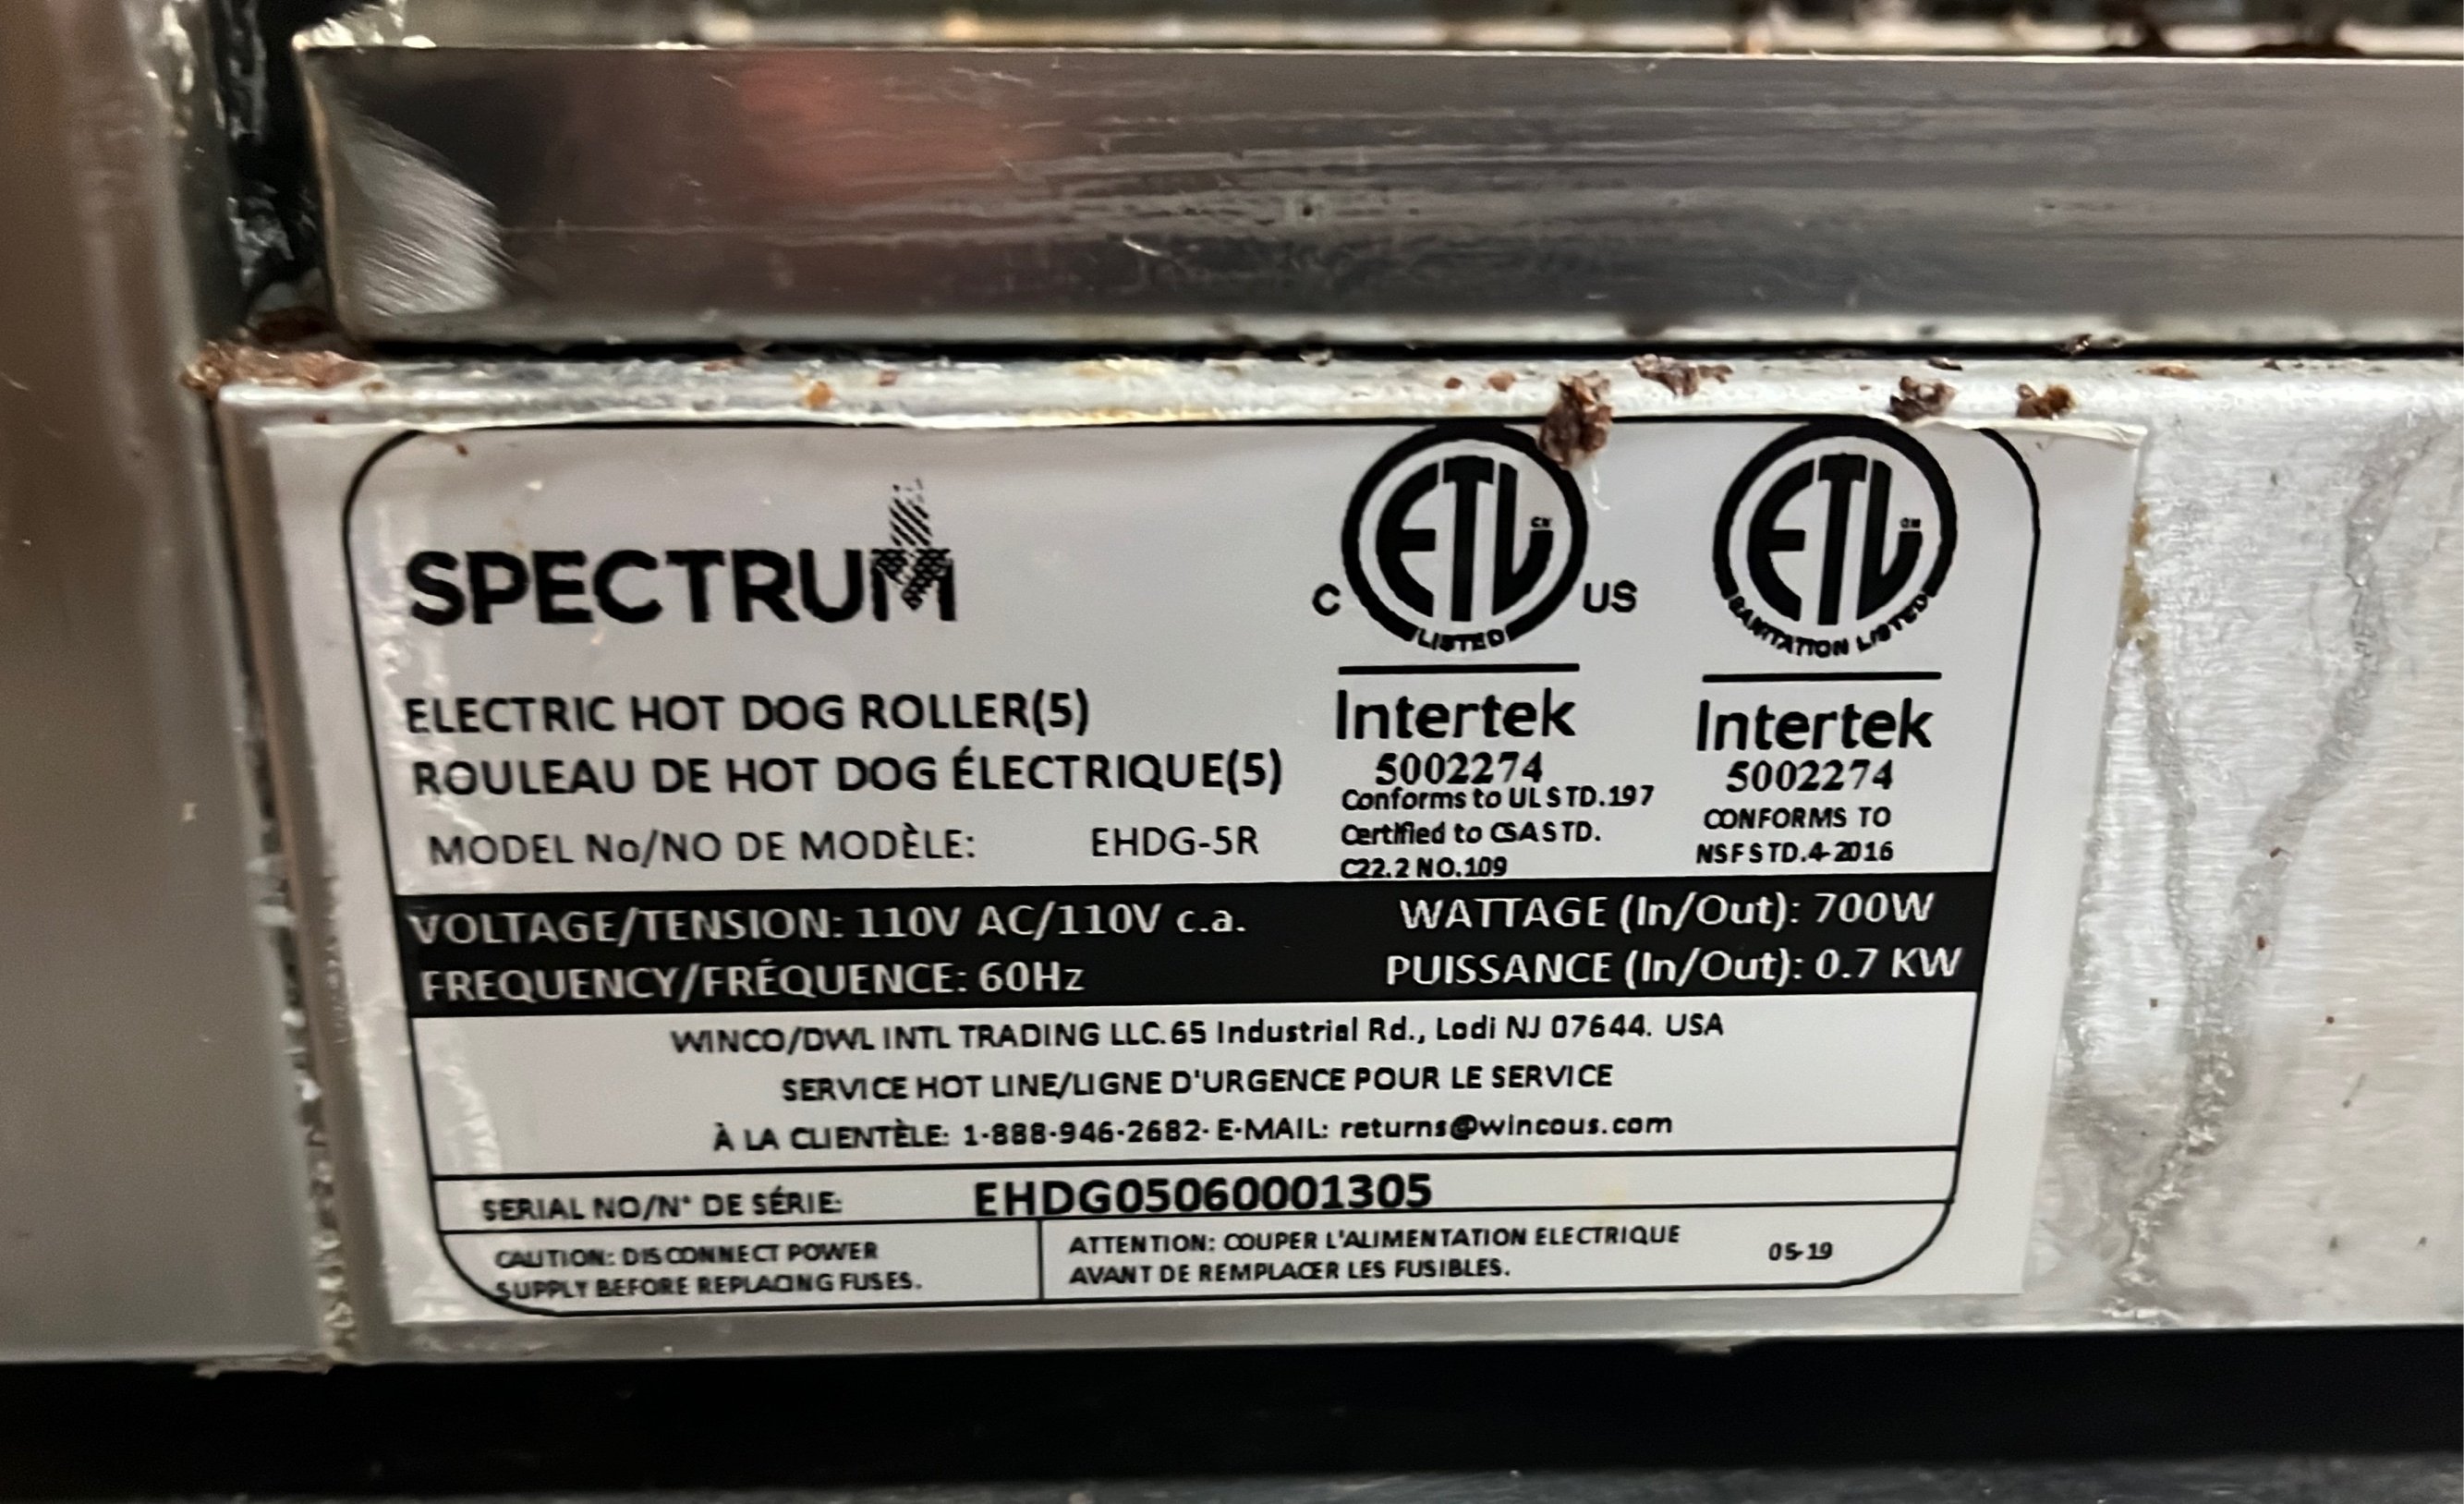 SPECTRUM
ELECTRIC HOT DOG ROLLER(5)
ROULEAU DE HOT DOG ÉLECTRIQUE(5)
MODEL No/NO DE MODÈLE: EHDG-5R
C ETL CM US
LISTED
Intertek
5002274
Conforms to UL STD.197
Certified to CSA STD.
C22.2 NO.109
ETL CM
SANITATION LISTED
Intertek
5002274
CONFORMS TO
NSF STD.4-2016
VOLTAGE/TENSION: 110V AC/110V c.a. WATTAGE (In/Out): 700W
FREQUENCY/FRÉQUENCE: 60Hz PUISSANCE (In/Out): 0.7 KW
WINCO/DWL INTL TRADING LLC.65 Industrial Rd., Lodi NJ 07644. USA
SERVICE HOT LINE/LIGNE D'URGENCE POUR LE SERVICE
À LA CLIENTÈLE: 1-888-946-2682· E-MAIL: returns@wincous.com
SERIAL NO/N° DE SÉRIE: EHDG05060001305
CAUTION: DISCONNECT POWER
SUPPLY BEFORE REPLACING FUSES.
ATTENTION: COUPER L'ALIMENTATION ELECTRIQUE
AVANT DE REMPLACER LES FUSIBLES.
05-19